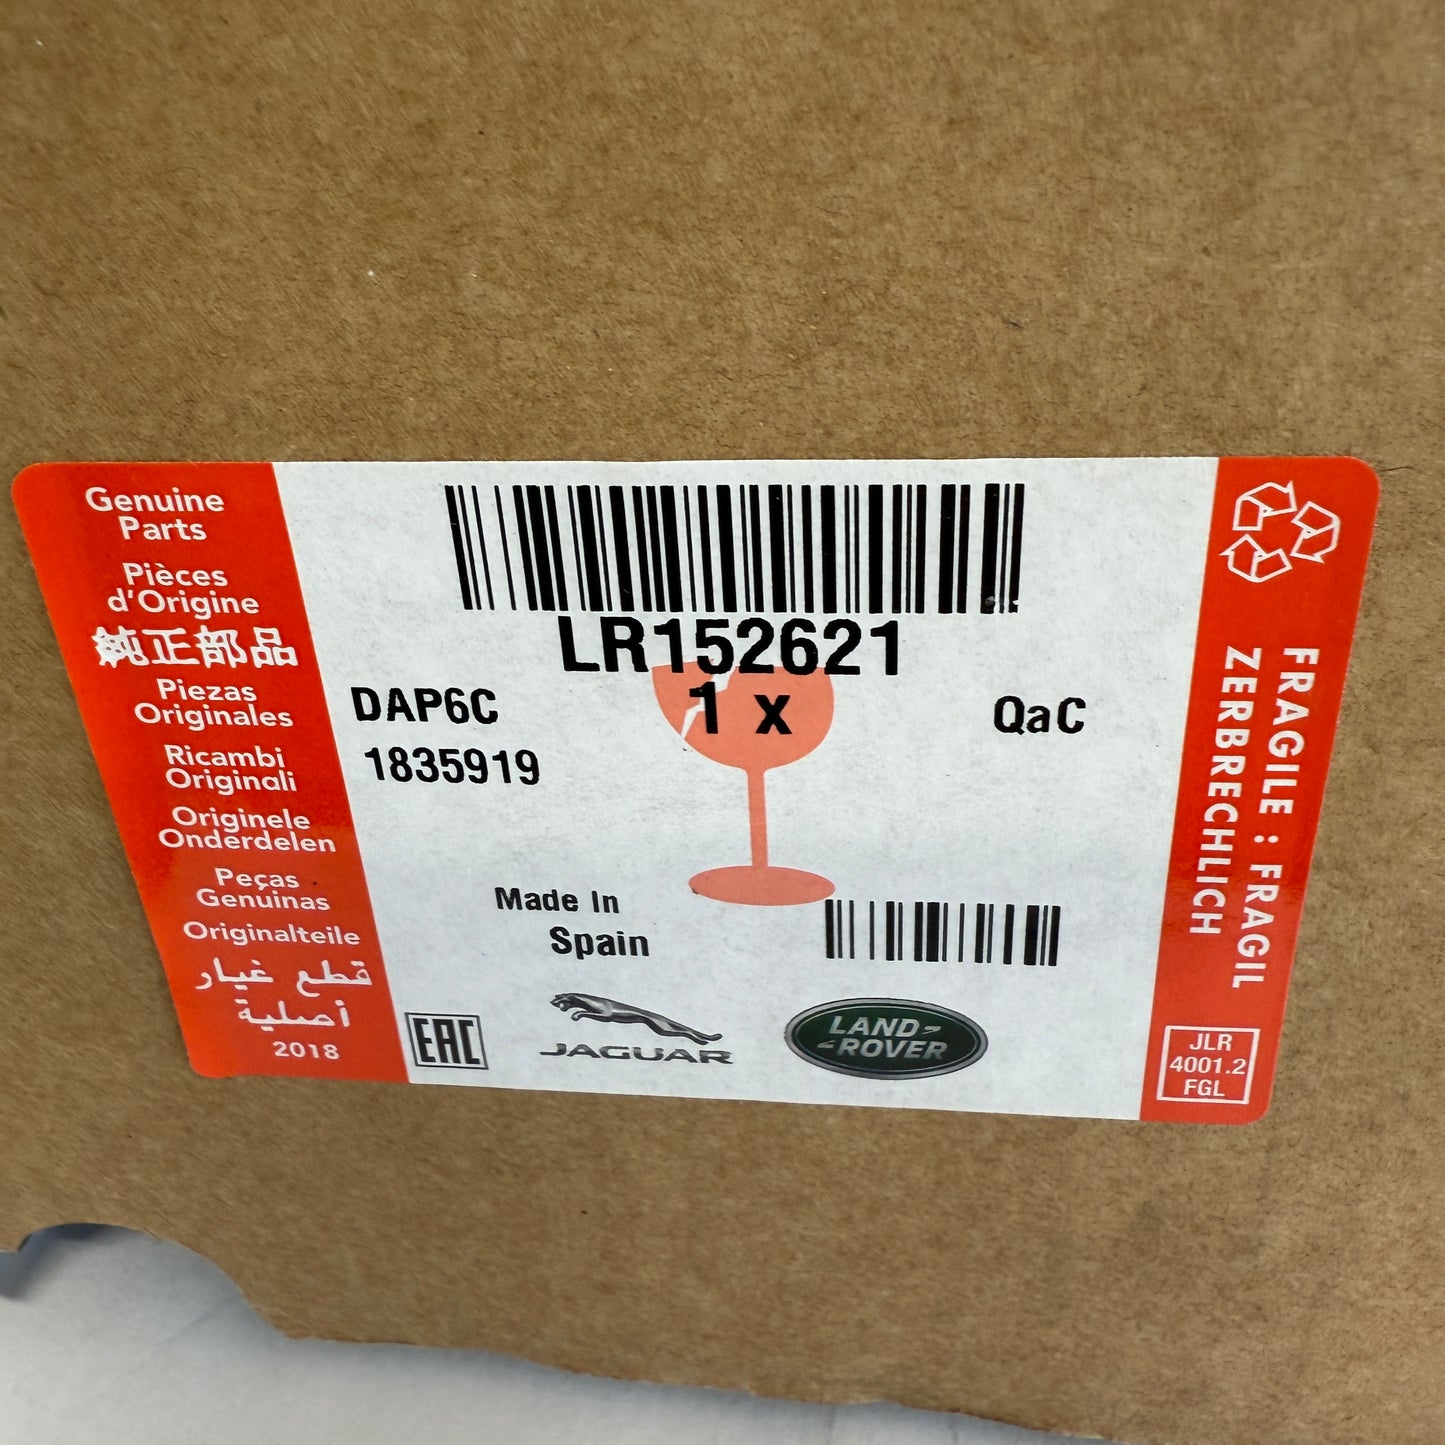 Genuine
Parts
Pièces
d'Origine
純正部品
Piezas
Originales
Ricambi
Originali
Originele
Onderdelen
Peças
Genuinas
Originalteile
قطع غيار
أصلية
2018
LR152621
DAP6C
1 x
QaC
1835919
Made In
Spain
EAC
JAGUAR
LAND-
-ROVER
FRAGILE : FRAGIL
ZERBRECHLICH
JLR
4001.2
FGL